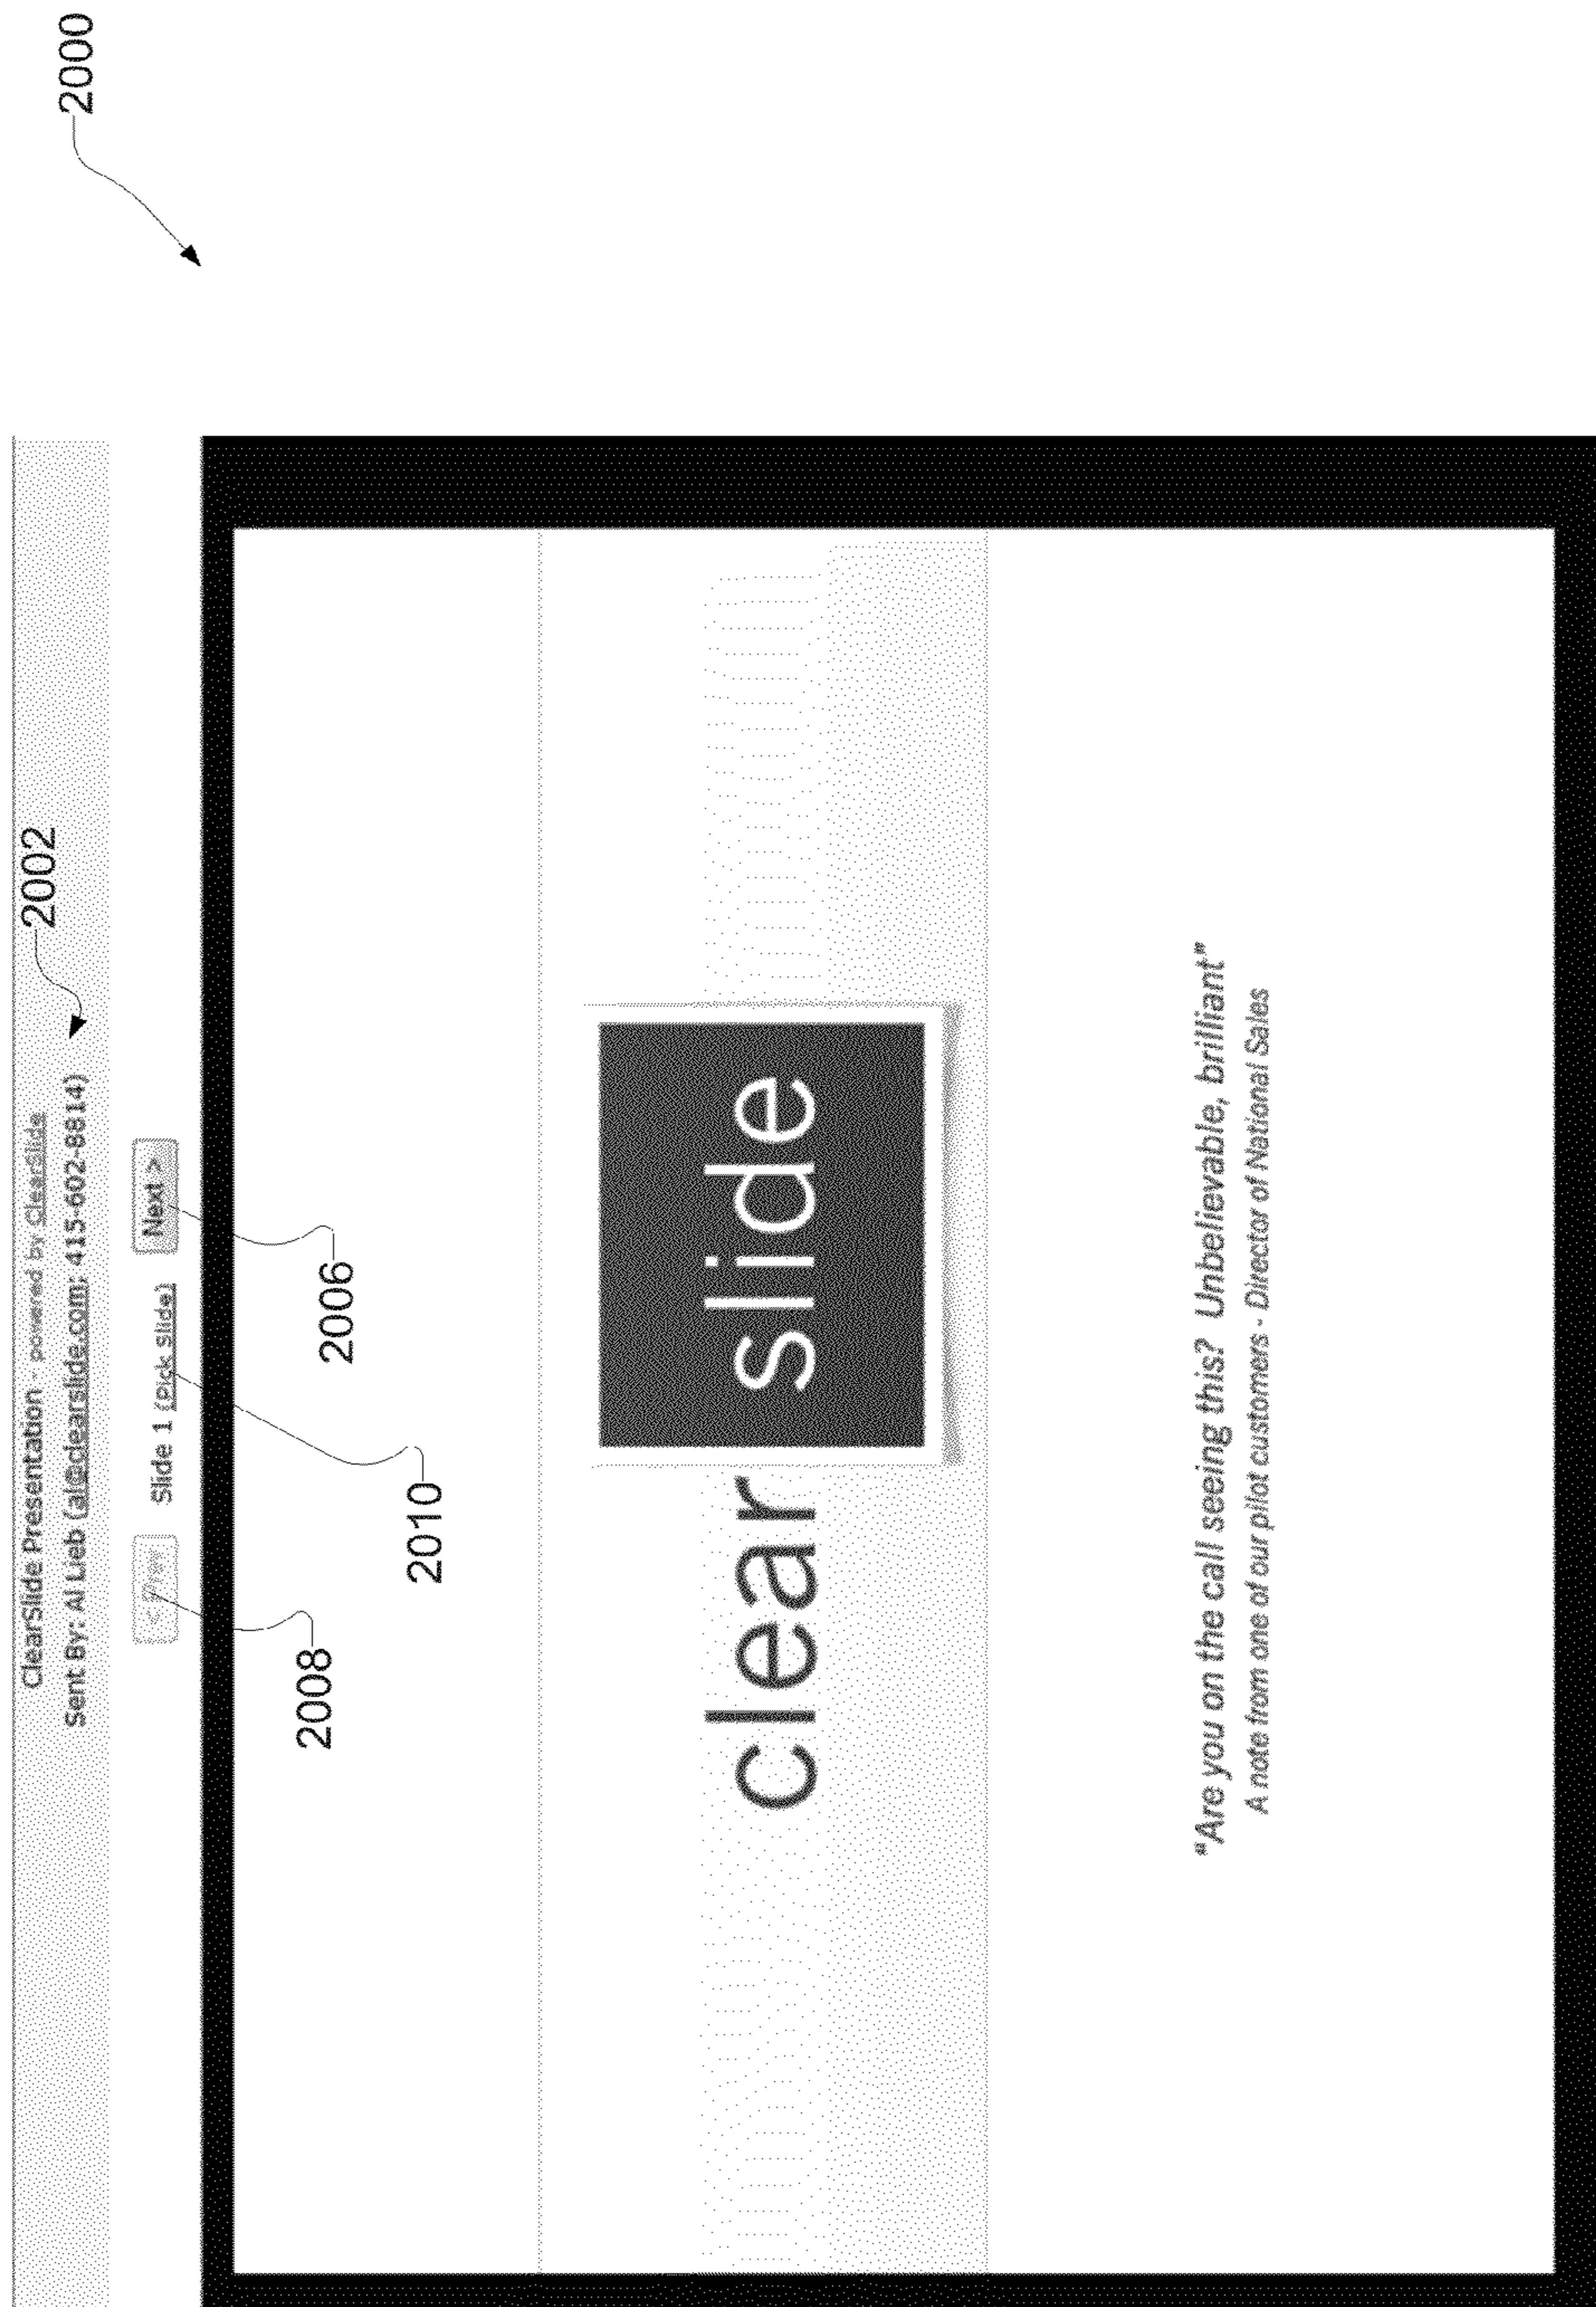 2000
ClearSlide Presentation - powered by ClearSlide
2002
Sent By: Al Lieb (al@clearslide.com; 415-602-8814)
< Prev
Slide 1 (Pick Slide)
Next >
2008
2010
2006
clear slide
"Are you on the call seeing this? Unbelievable, brilliant"
A note from one of our pilot customers - Director of National Sales